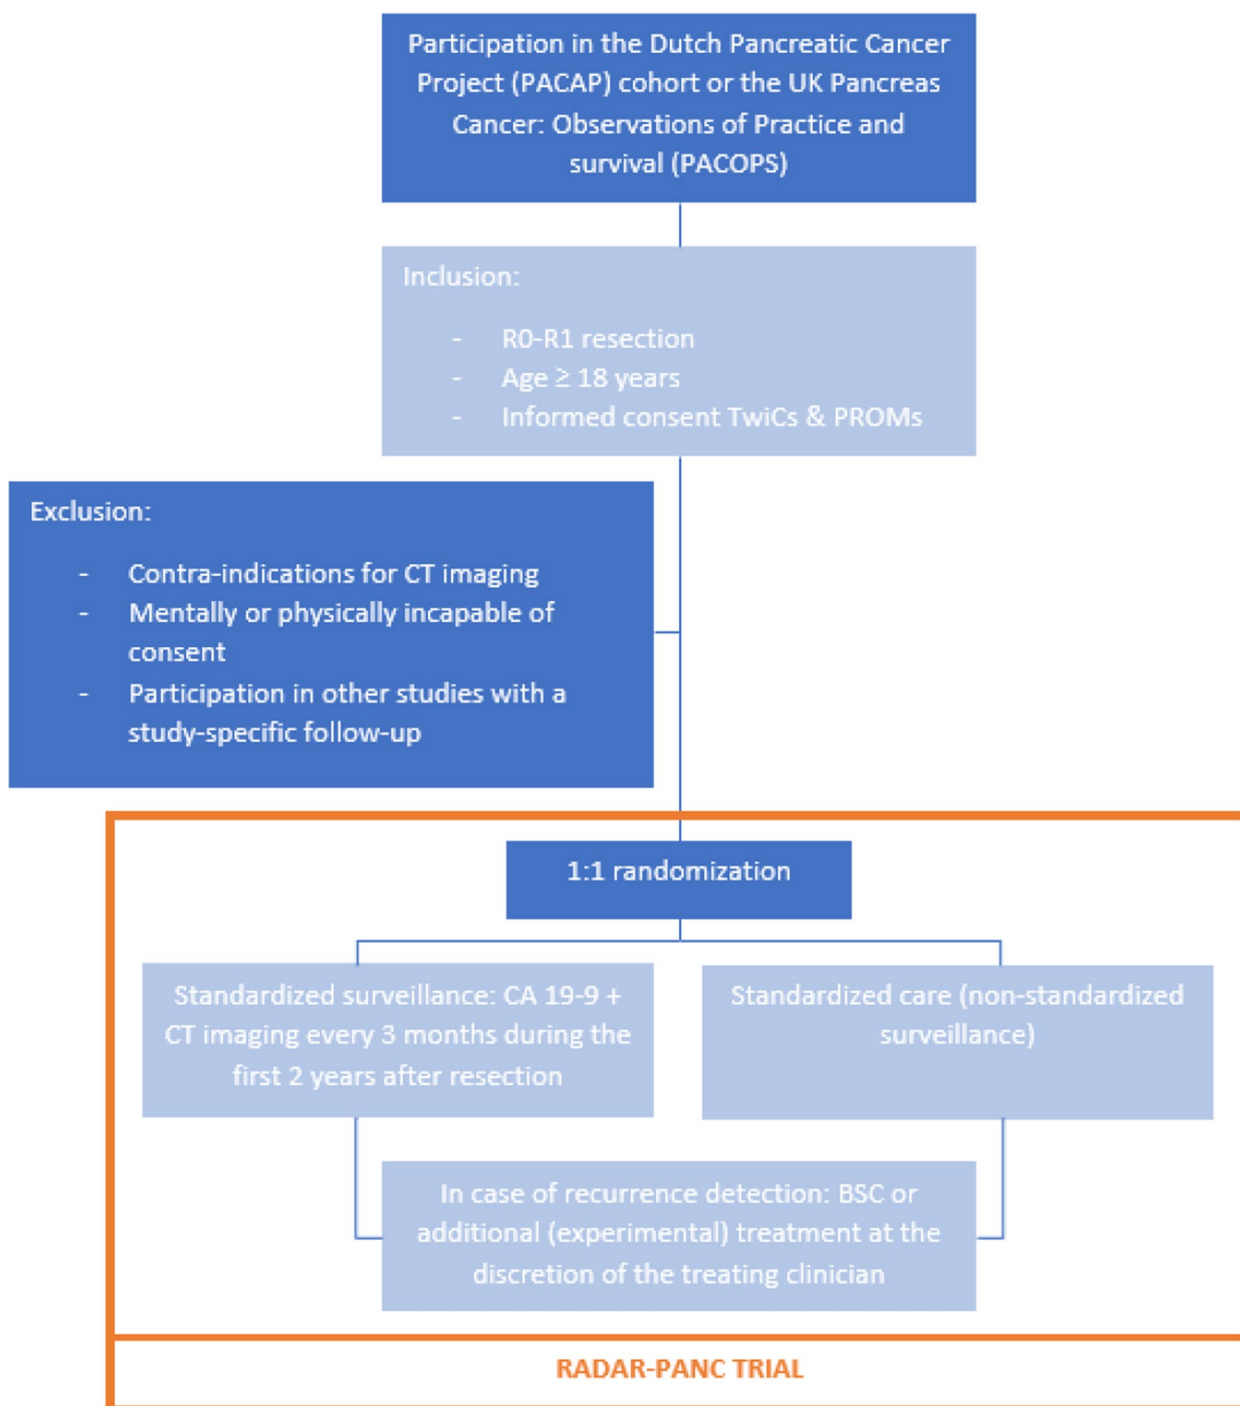 Participation in the Dutch Pancreatic Cancer
Project (PACAP) cohort or the UK Pancreas
Cancer: Observations of Practice and
survival (PACOPS)
Inclusion:
- R0-R1 resection
- Age ≥ 18 years
- Informed consent TwiCs & PROMs
Exclusion:
- Contra-indications for CT imaging
- Mentally or physically incapable of
consent
- Participation in other studies with a
study-specific follow-up
1:1 randomization
Standardized surveillance: CA 19-9 +
CT imaging every 3 months during the
first 2 years after resection
Standardized care (non-standardized
surveillance)
In case of recurrence detection: BSC or
additional (experimental) treatment at the
discretion of the treating clinician
RADAR-PANC TRIAL